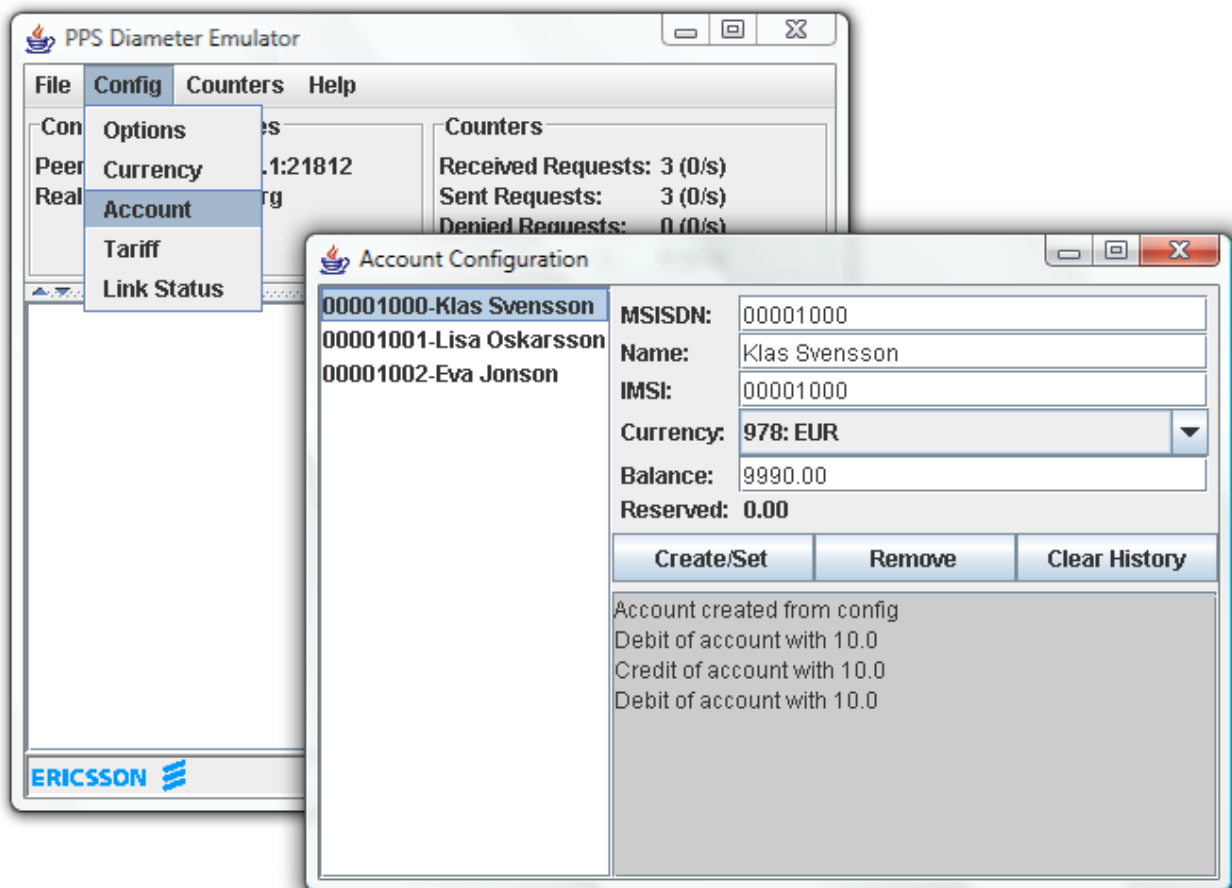 PPS Diameter Emulator
File Config Counters Help
Options
Currency
Account
Tariff
Link Status
.1:21812
Counters
Received Requests: 3 (0/s)
Sent Requests: 3 (0/s)
Denied Requests: 0 (0/s)
ERICSSON
Account Configuration
00001000-Klas Svensson
00001001-Lisa Oskarsson
00001002-Eva Jonson
MSISDN: 00001000
Name: Klas Svensson
IMSI: 00001000
Currency: 978: EUR
Balance: 9990.00
Reserved: 0.00
Create/Set Remove Clear History
Account created from config
Debit of account with 10.0
Credit of account with 10.0
Debit of account with 10.0